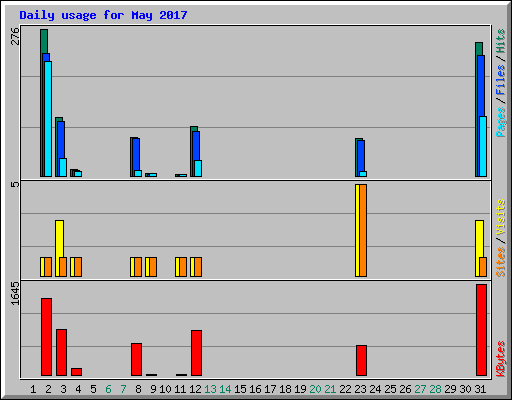 Daily usage for May 2017
276
Pages / Files / Hits
5
Sites / Visits
1645
KBytes
1 2 3 4 5 6 7 8 9 10 11 12 13 14 15 16 17 18 19 20 21 22 23 24 25 26 27 28 29 30 31